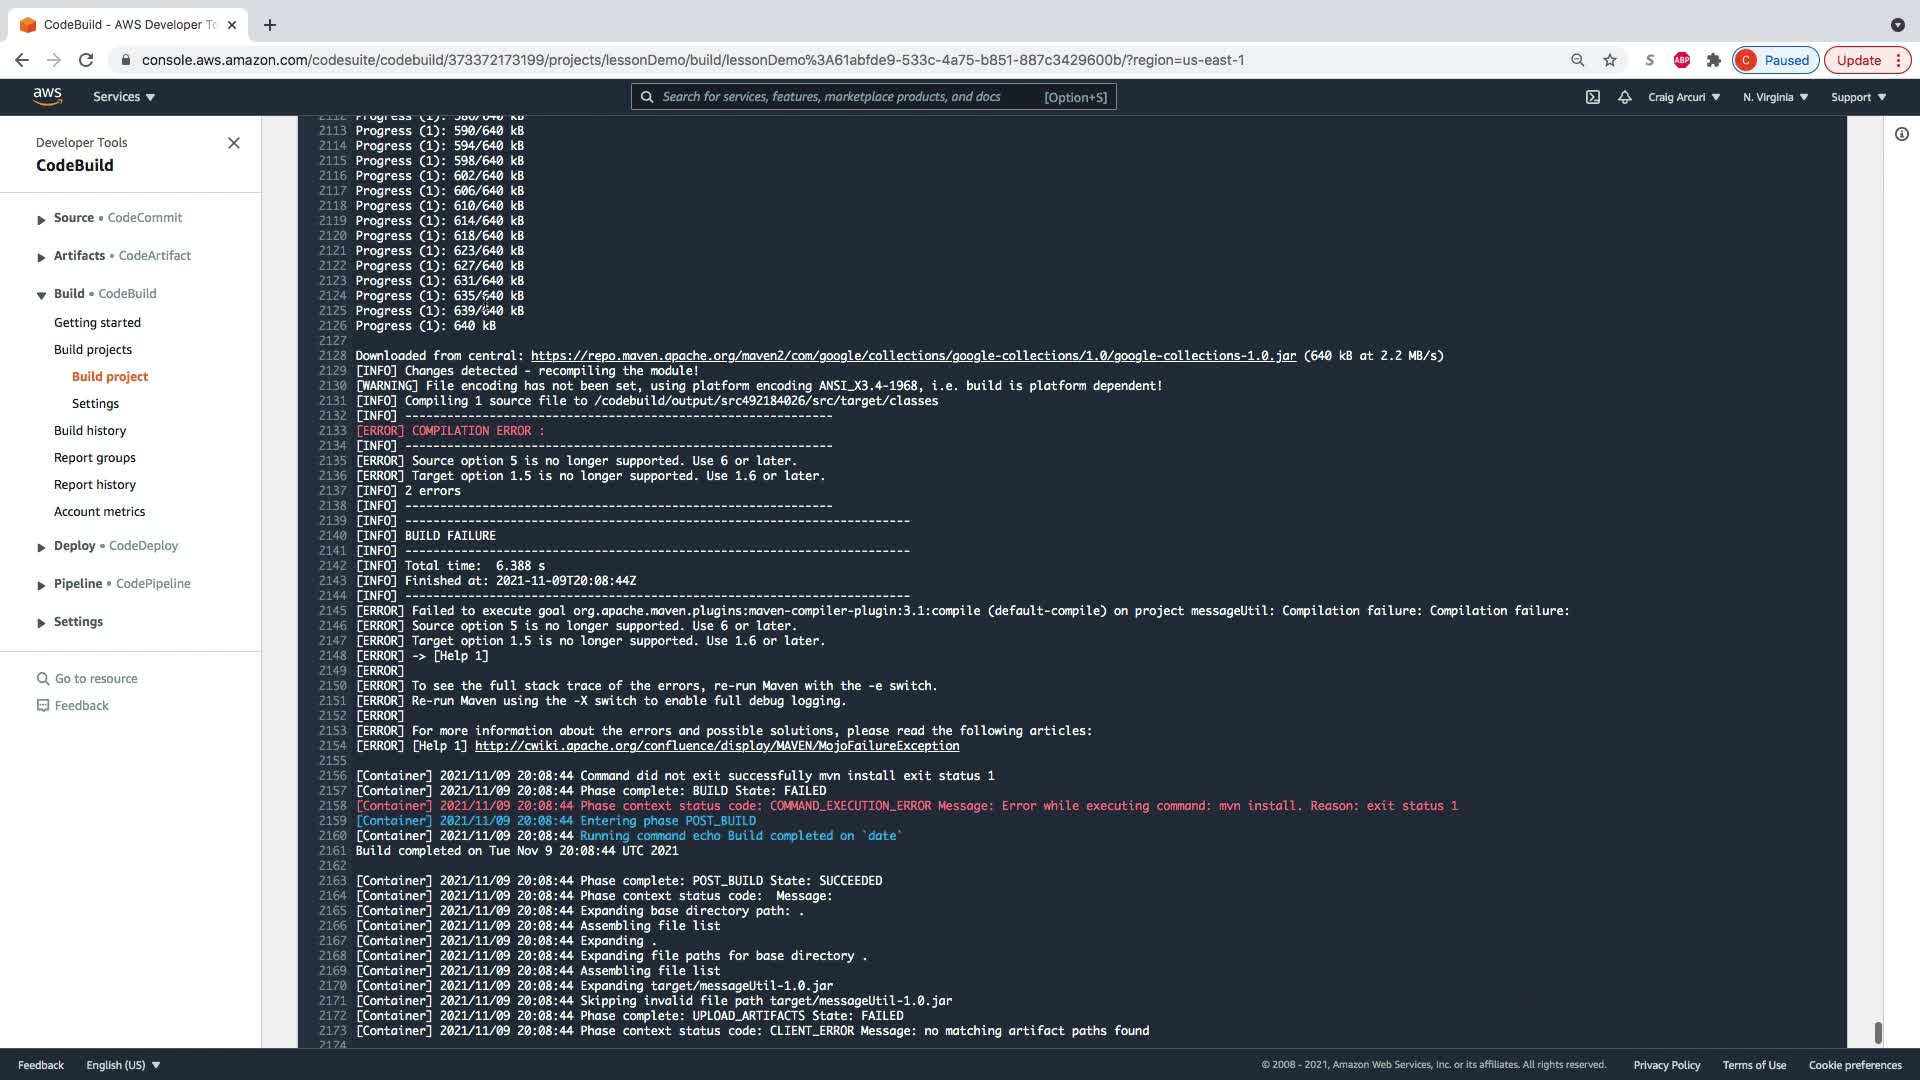 CodeBuild - AWS Developer To
console.aws.amazon.com/codesuite/codebuild/373372173199/projects/lessonDemo/build/lessonDemo%3A61abfde9-533c-4a75-b851-887c3429600b/?region=us-east-1
S
ABP
C Paused
Update
aws
Services
Search for services, features, marketplace products, and docs [Option+S]
Craig Arcuri
N. Virginia
Support
Developer Tools
CodeBuild
Source • CodeCommit
Artifacts • CodeArtifact
Build • CodeBuild
Getting started
Build projects
Build project
Settings
Build history
Report groups
Report history
Account metrics
Deploy • CodeDeploy
Pipeline • CodePipeline
Settings
Go to resource
Feedback
2112 Progress (1): 586/640 kB
2113 Progress (1): 590/640 kB
2114 Progress (1): 594/640 kB
2115 Progress (1): 598/640 kB
2116 Progress (1): 602/640 kB
2117 Progress (1): 606/640 kB
2118 Progress (1): 610/640 kB
2119 Progress (1): 614/640 kB
2120 Progress (1): 618/640 kB
2121 Progress (1): 623/640 kB
2122 Progress (1): 627/640 kB
2123 Progress (1): 631/640 kB
2124 Progress (1): 635/640 kB
2125 Progress (1): 639/640 kB
2126 Progress (1): 640 kB
2127
2128 Downloaded from central: https://repo.maven.apache.org/maven2/com/google/collections/google-collections/1.0/google-collections-1.0.jar (640 kB at 2.2 MB/s)
2129 [INFO] Changes detected - recompiling the module!
2130 [WARNING] File encoding has not been set, using platform encoding ANSI_X3.4-1968, i.e. build is platform dependent!
2131 [INFO] Compiling 1 source file to /codebuild/output/src492184026/src/target/classes
2132 [INFO] -------------------------------------------------------------
2133 [ERROR] COMPILATION ERROR :
2134 [INFO] -------------------------------------------------------------
2135 [ERROR] Source option 5 is no longer supported. Use 6 or later.
2136 [ERROR] Target option 1.5 is no longer supported. Use 1.6 or later.
2137 [INFO] 2 errors
2138 [INFO] -------------------------------------------------------------
2139 [INFO] ------------------------------------------------------------------------
2140 [INFO] BUILD FAILURE
2141 [INFO] ------------------------------------------------------------------------
2142 [INFO] Total time:  6.388 s
2143 [INFO] Finished at: 2021-11-09T20:08:44Z
2144 [INFO] ------------------------------------------------------------------------
2145 [ERROR] Failed to execute goal org.apache.maven.plugins:maven-compiler-plugin:3.1:compile (default-compile) on project messageUtil: Compilation failure: Compilation failure:
2146 [ERROR] Source option 5 is no longer supported. Use 6 or later.
2147 [ERROR] Target option 1.5 is no longer supported. Use 1.6 or later.
2148 [ERROR] -> [Help 1]
2149 [ERROR]
2150 [ERROR] To see the full stack trace of the errors, re-run Maven with the -e switch.
2151 [ERROR] Re-run Maven using the -X switch to enable full debug logging.
2152 [ERROR]
2153 [ERROR] For more information about the errors and possible solutions, please read the following articles:
2154 [ERROR] [Help 1] http://cwiki.apache.org/confluence/display/MAVEN/MojoFailureException
2155
2156 [Container] 2021/11/09 20:08:44 Command did not exit successfully mvn install exit status 1
2157 [Container] 2021/11/09 20:08:44 Phase complete: BUILD State: FAILED
2158 [Container] 2021/11/09 20:08:44 Phase context status code: COMMAND_EXECUTION_ERROR Message: Error while executing command: mvn install. Reason: exit status 1
2159 [Container] 2021/11/09 20:08:44 Entering phase POST_BUILD
2160 [Container] 2021/11/09 20:08:44 Running command echo Build completed on `date`
2161 Build completed on Tue Nov 9 20:08:44 UTC 2021
2162
2163 [Container] 2021/11/09 20:08:44 Phase complete: POST_BUILD State: SUCCEEDED
2164 [Container] 2021/11/09 20:08:44 Phase context status code:  Message:
2165 [Container] 2021/11/09 20:08:44 Expanding base directory path: .
2166 [Container] 2021/11/09 20:08:44 Assembling file list
2167 [Container] 2021/11/09 20:08:44 Expanding .
2168 [Container] 2021/11/09 20:08:44 Expanding file paths for base directory .
2169 [Container] 2021/11/09 20:08:44 Assembling file list
2170 [Container] 2021/11/09 20:08:44 Expanding target/messageUtil-1.0.jar
2171 [Container] 2021/11/09 20:08:44 Skipping invalid file path target/messageUtil-1.0.jar
2172 [Container] 2021/11/09 20:08:44 Phase complete: UPLOAD_ARTIFACTS State: FAILED
2173 [Container] 2021/11/09 20:08:44 Phase context status code: CLIENT_ERROR Message: no matching artifact paths found
2174
Feedback
English (US)
© 2008 - 2021, Amazon Web Services, Inc. or its affiliates. All rights reserved.
Privacy Policy
Terms of Use
Cookie preferences